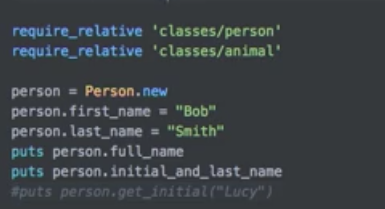 require_relative 'classes/person'
require_relative 'classes/animal'
person = Person.new
person.first_name = "Bob"
person.last_name = "Smith"
puts person.full_name
puts person.initial_and_last_name
#puts person.get_initial("Lucy")